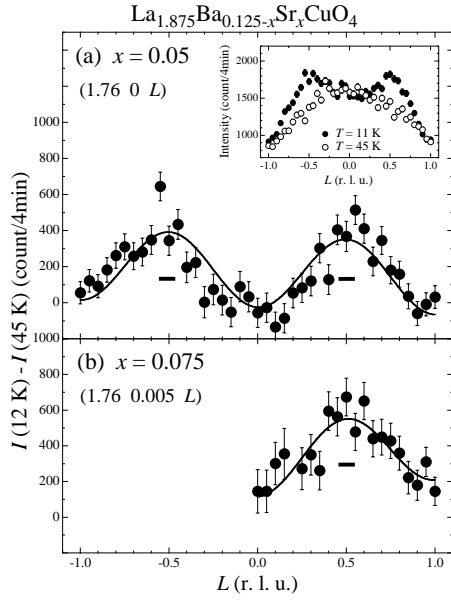 La1.875Ba0.125-xSrxCuO4
(a) x = 0.05
(1.76 0 L)
Intensity (count/4min)
2000
1500
1000
T = 11 K
T = 45 K
-1.0 -0.5 0.0 0.5 1.0
L (r. l. u.)
I (12 K) - I (45 K) (count/4min)
1000
800
600
400
200
0
1000
(b) x = 0.075
(1.76 0.005 L)
800
600
400
200
0
-1.0 -0.5 0.0 0.5 1.0
L (r. l. u.)